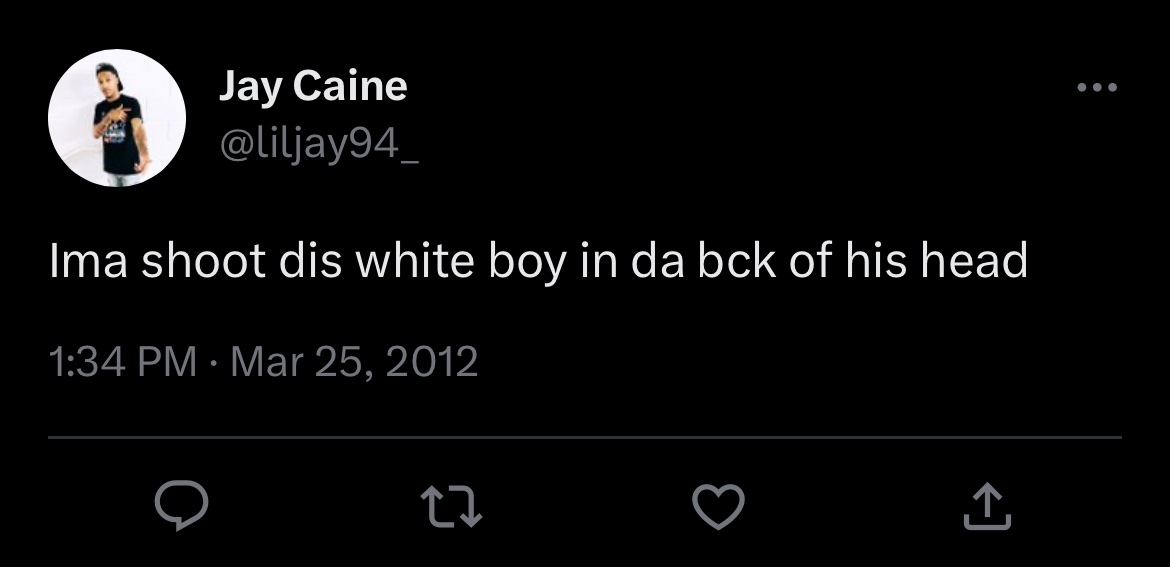 Jay Caine
@liljay94_
Ima shoot dis white boy in da bck of his head
1:34 PM · Mar 25, 2012